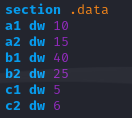 section .data
a1 dw 10
a2 dw 15
b1 dw 40
b2 dw 25
c1 dw 5
c2 dw 6